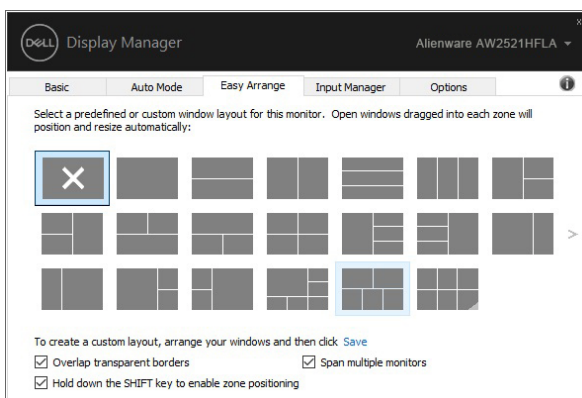 DELL Display Manager
Alienware AW2521HFLA
Basic Auto Mode Easy Arrange Input Manager Options
Select a predefined or custom window layout for this monitor. Open windows dragged into each zone will
position and resize automatically:
To create a custom layout, arrange your windows and then click Save
Overlap transparent borders
Span multiple monitors
Hold down the SHIFT key to enable zone positioning